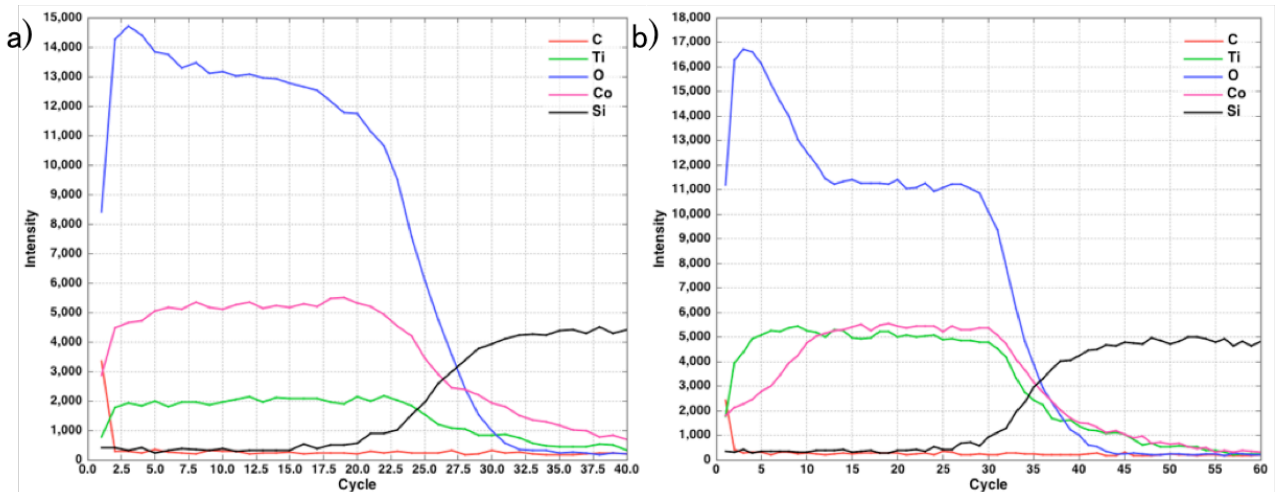 a)
15,000
14,000
13,000
12,000
11,000
10,000
9,000
8,000
7,000
6,000
5,000
4,000
3,000
2,000
1,000
0
Intensity
C
Ti
O
Co
Si
0.0 2.5 5.0 7.5 10.0 12.5 15.0 17.5 20.0 22.5 25.0 27.5 30.0 32.5 35.0 37.5 40.0
Cycle
b)
18,000
17,000
16,000
15,000
14,000
13,000
12,000
11,000
10,000
9,000
8,000
7,000
6,000
5,000
4,000
3,000
2,000
1,000
0
Intensity
C
Ti
O
Co
Si
0 5 10 15 20 25 30 35 40 45 50 55 60
Cycle